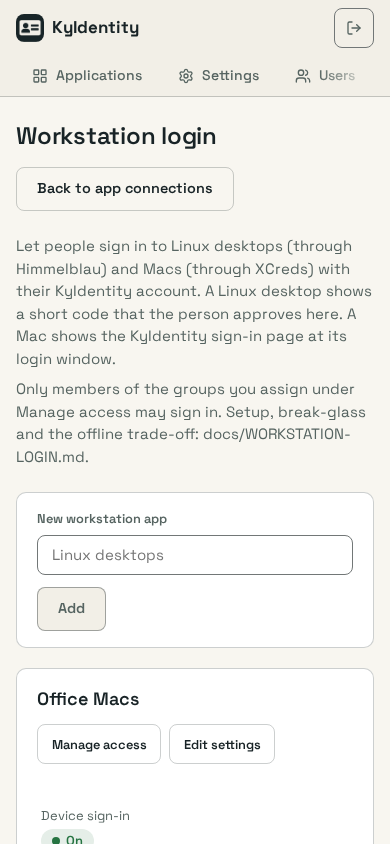 Kyldentity
Applications
Settings
Users
Workstation login
Back to app connections
Let people sign in to Linux desktops (through
Himmelblau) and Macs (through XCreds) with
their Kyldentity account. A Linux desktop shows
a short code that the person approves here. A
Mac shows the Kyldentity sign-in page at its
login window.
Only members of the groups you assign under
Manage access may sign in. Setup, break-glass
and the offline trade-off: docs/WORKSTATION-
LOGIN.md.
New workstation app
Linux desktops
Add
Office Macs
Manage access
Edit settings
Device sign-in
On